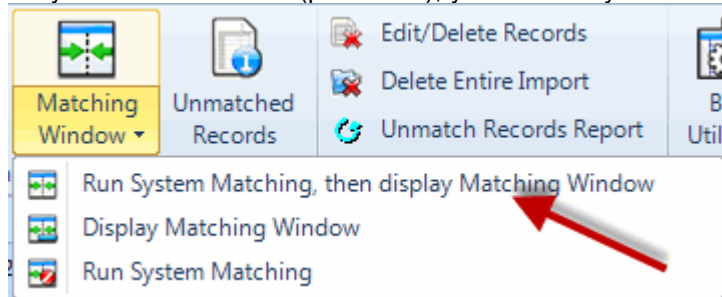 Edit/Delete Records
Matching
Window
Unmatched
Records
Delete Entire Import
Unmatch Records Report
Run System Matching, then display Matching Window
Display Matching Window
Run System Matching